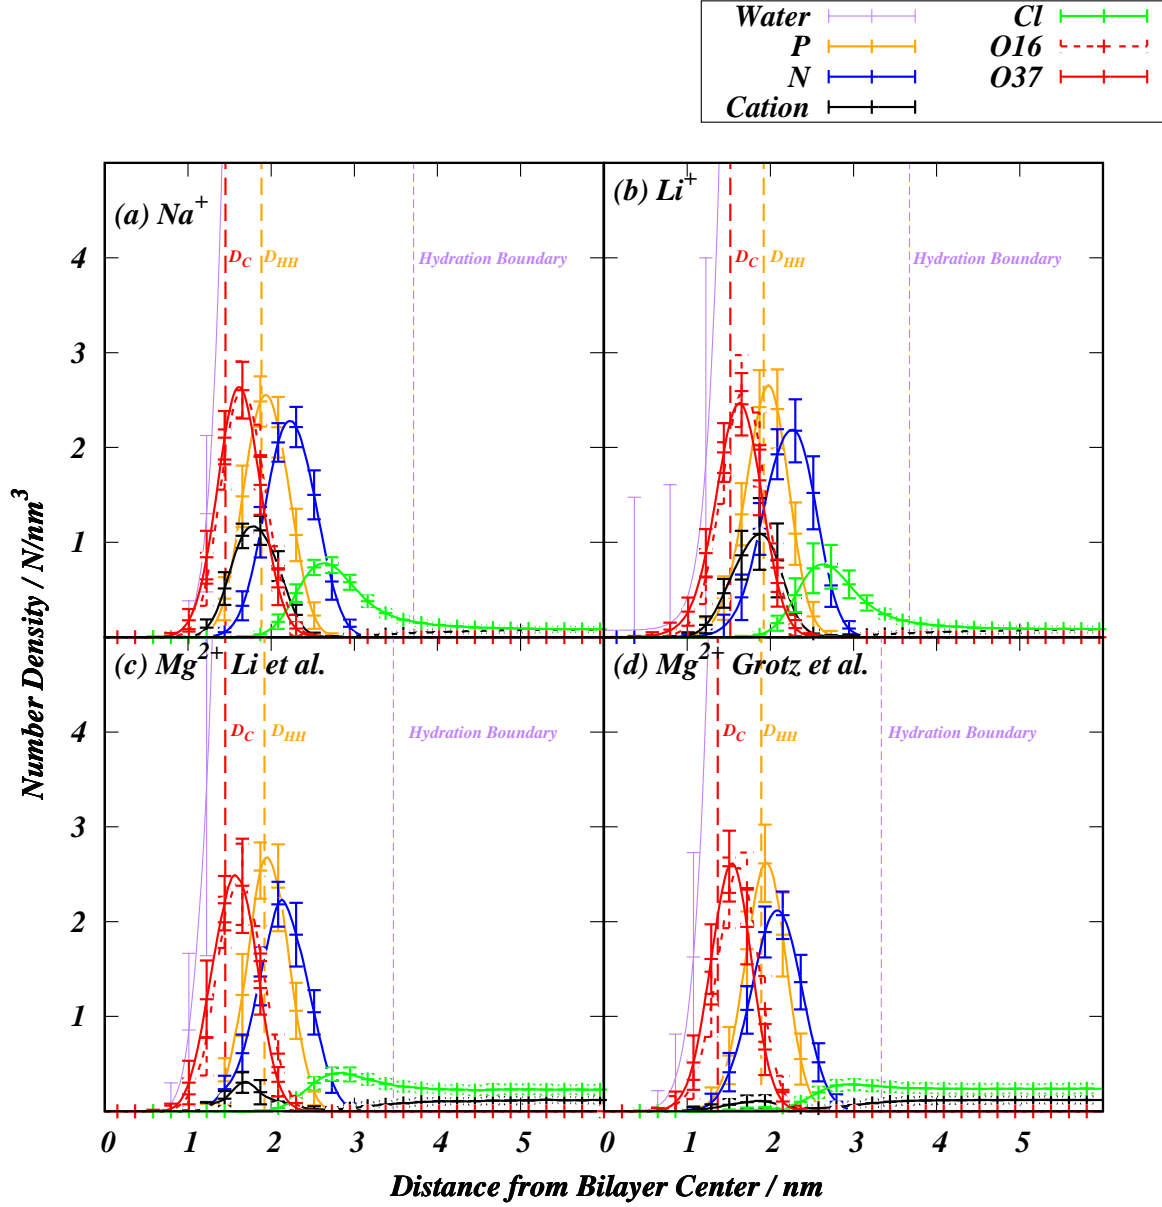 Water Cl
P O16
N O37
Cation
(a) Na+ (b) Li+
4 DC DHH Hydration Boundary DC DHH Hydration Boundary
3
2
1
Number Density / N/nm3
(c) Mg2+ Li et al. (d) Mg2+ Grotz et al.
4 DC DHH Hydration Boundary DC DHH Hydration Boundary
3
2
1
0 1 2 3 4 5 0 1 2 3 4 5
Distance from Bilayer Center / nm